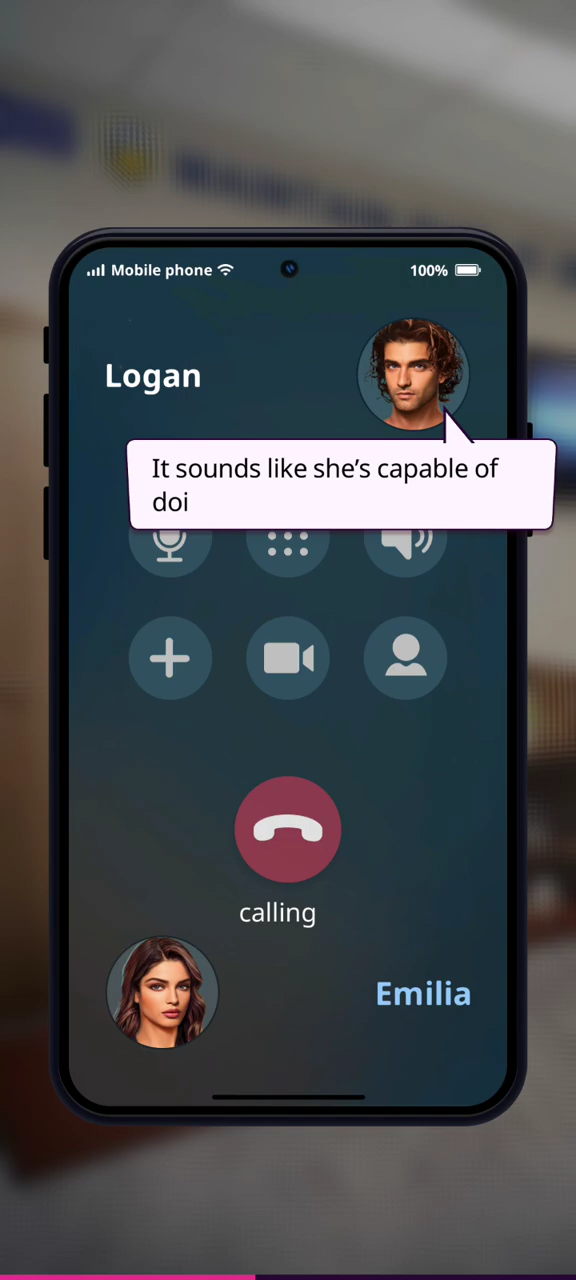 Mobile phone
100%
Logan
It sounds like she's capable of
doi
calling
Emilia